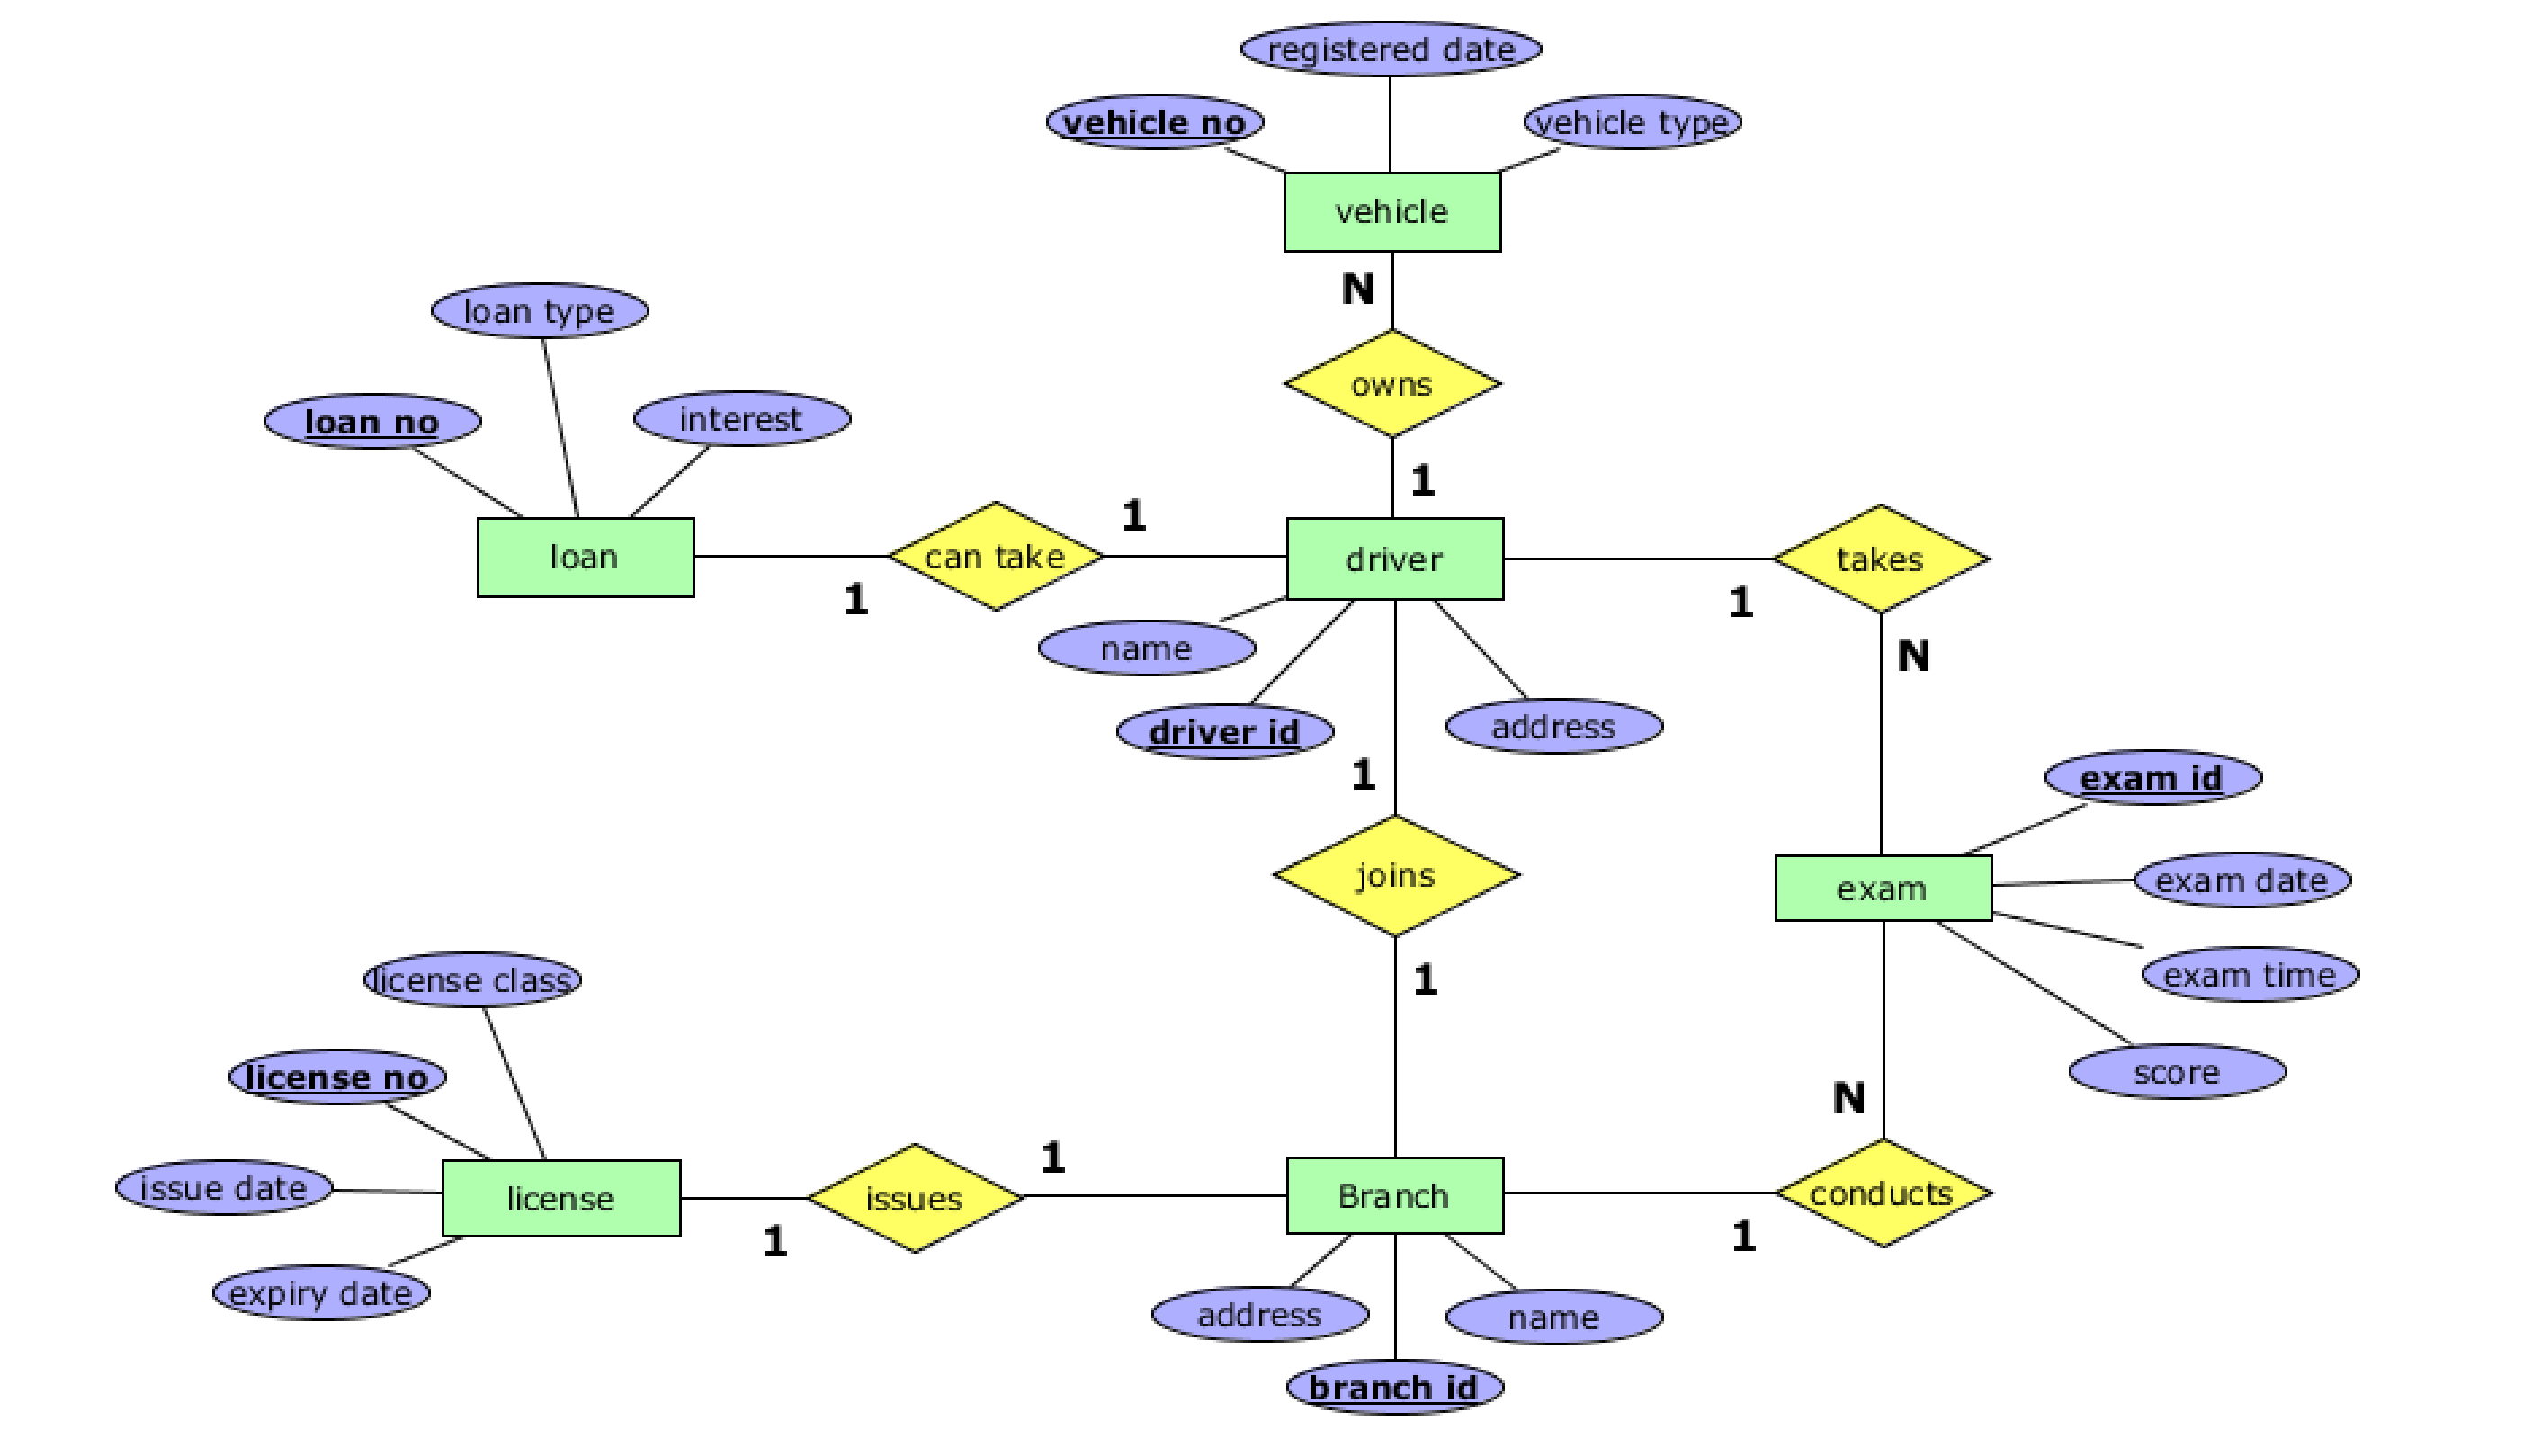 registered date
vehicle no
vehicle type
vehicle
N
loan type
owns
loan no
interest
1
1
loan
can take
driver
takes
1
1
name
N
driver id
address
1
exam id
joins
exam
exam date
license class
1
exam time
license no
score
N
1
issue date
license
issues
Branch
conducts
1
1
expiry date
address
name
branch id